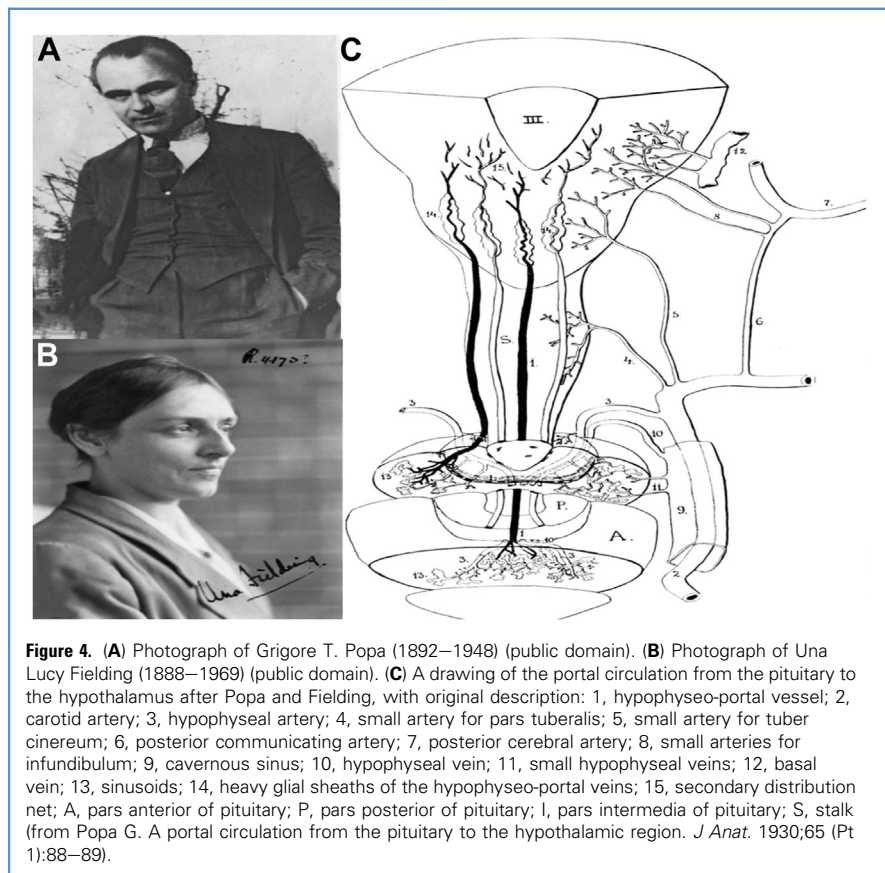 A
C
III.
15.
12
14.
14.
7.
8
S.
1.
5
6.
4.
B
R.4175:
Una Fielding.
3
3.
10
11.
13
P.
9.
A.
1
10
3.
3
13.
2
Figure 4. (A) Photograph of Grigore T. Popa (1892–1948) (public domain). (B) Photograph of Una
Lucy Fielding (1888–1969) (public domain). (C) A drawing of the portal circulation from the pituitary to
the hypothalamus after Popa and Fielding, with original description: 1, hypophyseo-portal vessel; 2,
carotid artery; 3, hypophyseal artery; 4, small artery for pars tuberalis; 5, small artery for tuber
cinereum; 6, posterior communicating artery; 7, posterior cerebral artery; 8, small arteries for
infundibulum; 9, cavernous sinus; 10, hypophyseal vein; 11, small hypophyseal veins; 12, basal
vein; 13, sinusoids; 14, heavy glial sheaths of the hypophyseo-portal veins; 15, secondary distribution
net; A, pars anterior of pituitary; P, pars posterior of pituitary; I, pars intermedia of pituitary; S, stalk
(from Popa G. A portal circulation from the pituitary to the hypothalamic region. J Anat. 1930;65 (Pt
1):88–89).